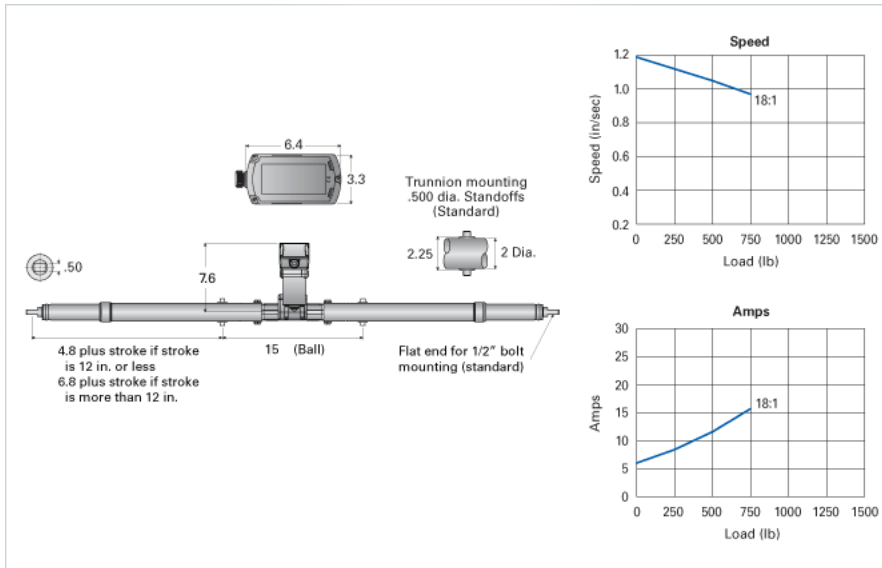 6.4
3.3
Trunnion mounting
.500 dia. Standoffs
(Standard)
2.25
2 Dia.
.50
7.6
4.8 plus stroke if stroke
is 12 in. or less
6.8 plus stroke if stroke
is more than 12 in.
15 (Ball)
Flat end for 1/2" bolt
mounting (standard)
Speed
1.2
1.0
0.8
0.6
0.4
0.2
Speed (in/sec)
18:1
0 250 500 750 1000 1250 1500
Load (lb)
Amps
30
25
20
15
10
5
0
Amps
18:1
0 250 500 750 1000 1250 1500
Load (lb)